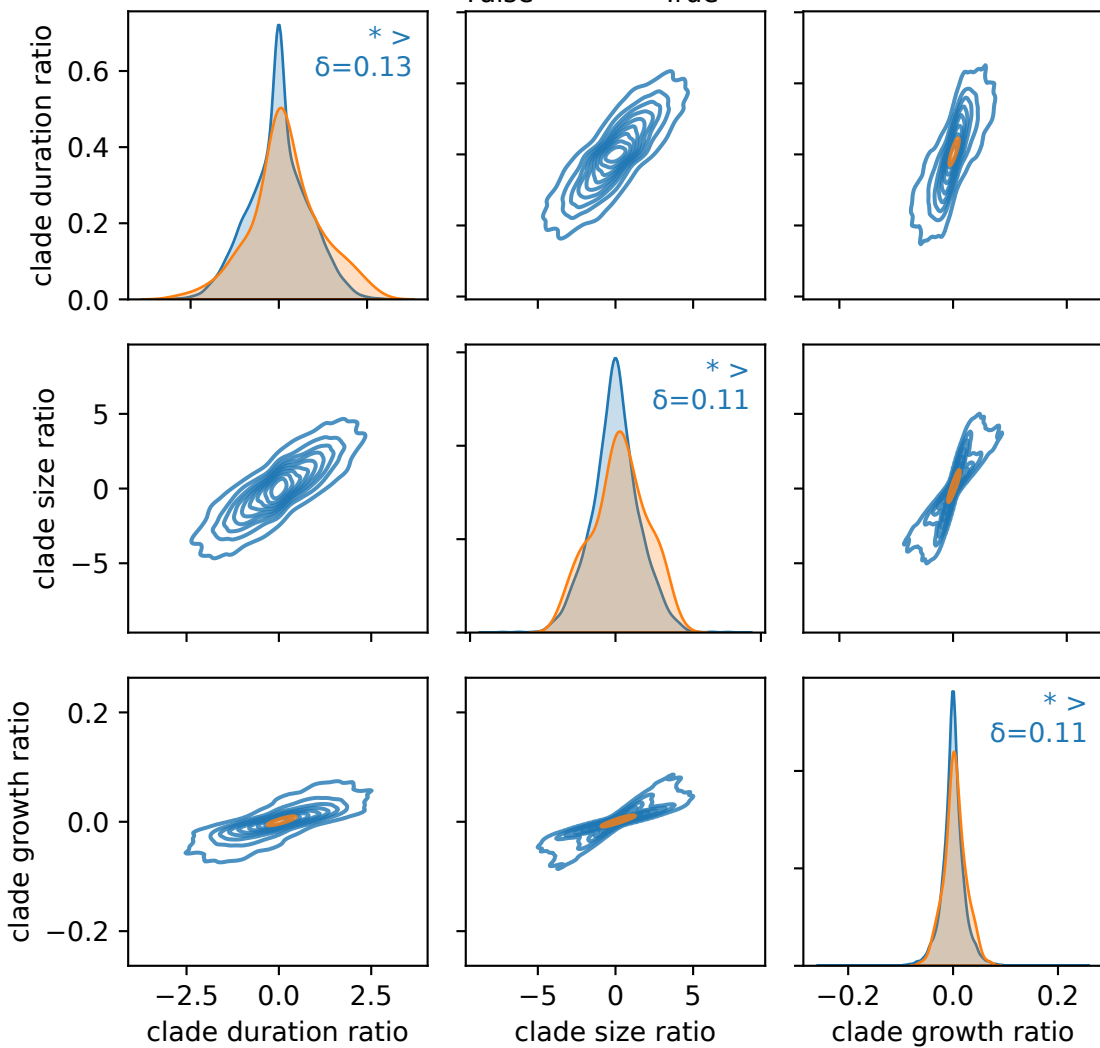 * >
δ=0.13
0.6
0.4
0.2
0.0
clade duration ratio
* >
δ=0.11
5
0
−5
clade size ratio
* >
δ=0.11
0.2
0.0
−0.2
clade growth ratio
−2.5 0.0 2.5 −5 0 5 −0.2 0.0 0.2
clade duration ratio clade size ratio clade growth ratio